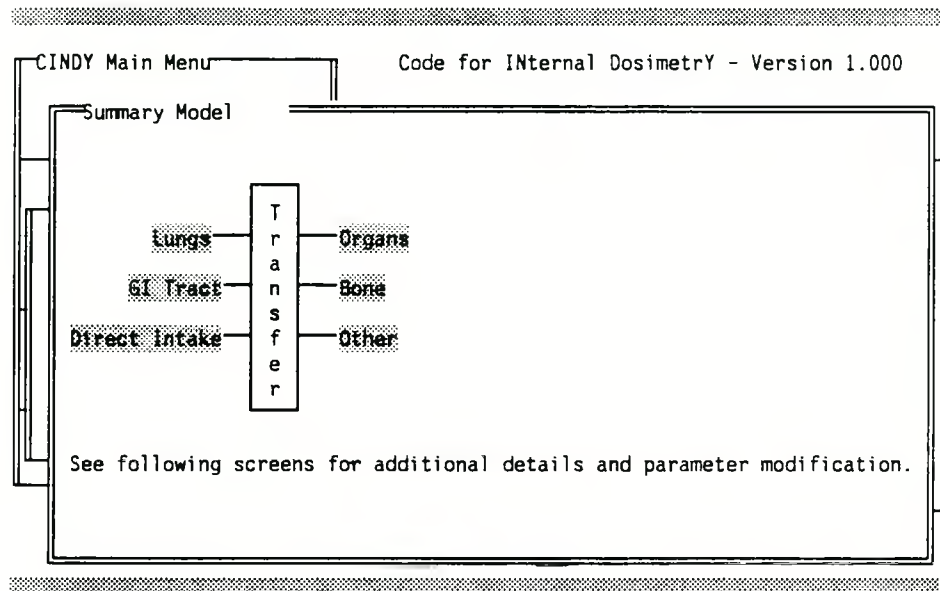 CINDY Main Menu Code for INternal DosimetrY - Version 1.000
Summary Model
Transfer
Lungs Organs
GI Tract Bone
Direct Intake Other
See following screens for additional details and parameter modification.